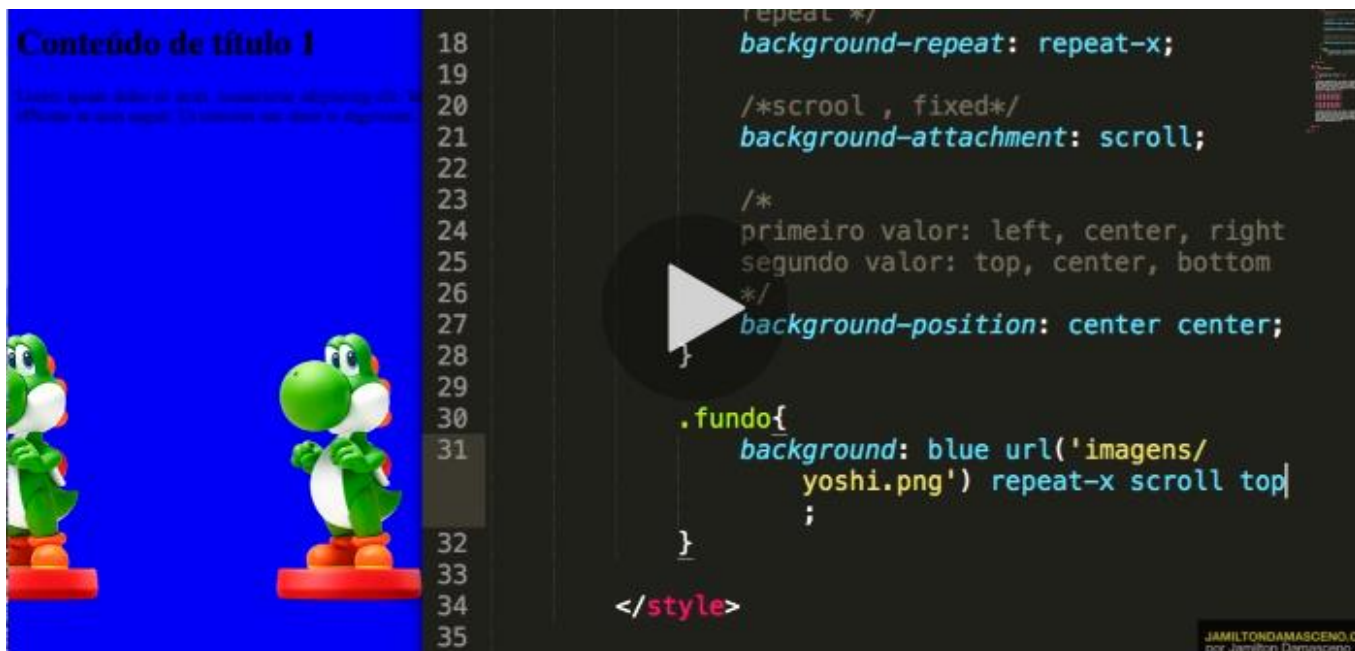 Conteúdo de título 1
repeat */
18 background-repeat: repeat-x;
19
20 /*scrool , fixed*/
21 background-attachment: scroll;
22
23 /*
24 primeiro valor: left, center, right
25 segundo valor: top, center, bottom
26 */
27 background-position: center center;
28 }
29
30 .fundo{
31 background: blue url('imagens/
yoshi.png') repeat-x scroll top
;
32 }
33
34 </style>
35
JAMILTONDAMASCENO.C
por Jamilton Damasceno